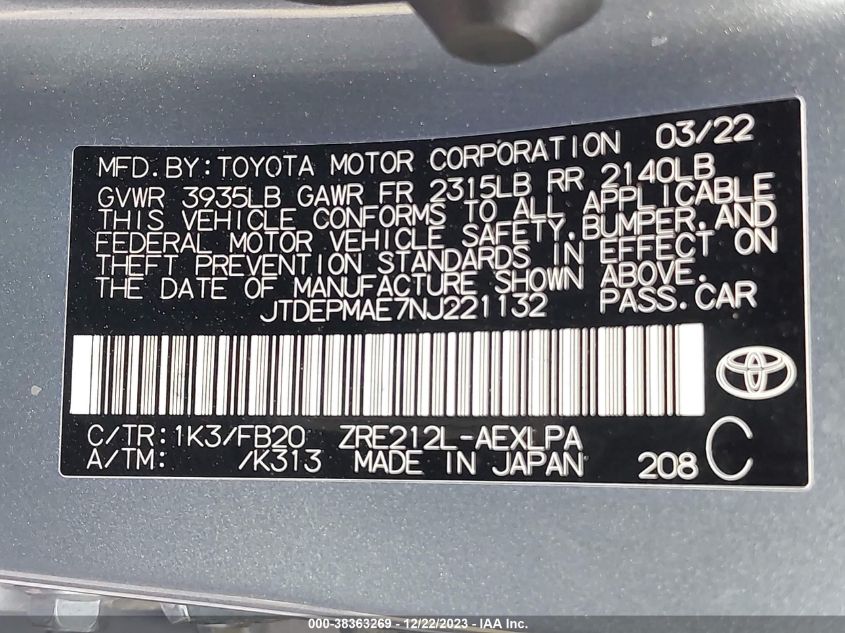 MFD.BY:TOYOTA MOTOR CORPORATION 03/22
GVWR 3935LB GAWR FR 2315LB RR 2140LB
THIS VEHICLE CONFORMS TO ALL APPLICABLE
FEDERAL MOTOR VEHICLE SAFETY,BUMPER,AND
THEFT PREVENTION STANDARDS IN EFFECT ON
THE DATE OF MANUFACTURE SHOWN ABOVE.
JTDEPMAE7NJ221132 PASS.CAR
C/TR:1K3/FB20 ZRE212L-AEXLPA
A/TM: /K313 MADE IN JAPAN 208 C
000-38363269 - 12/22/2023 - IAA Inc.